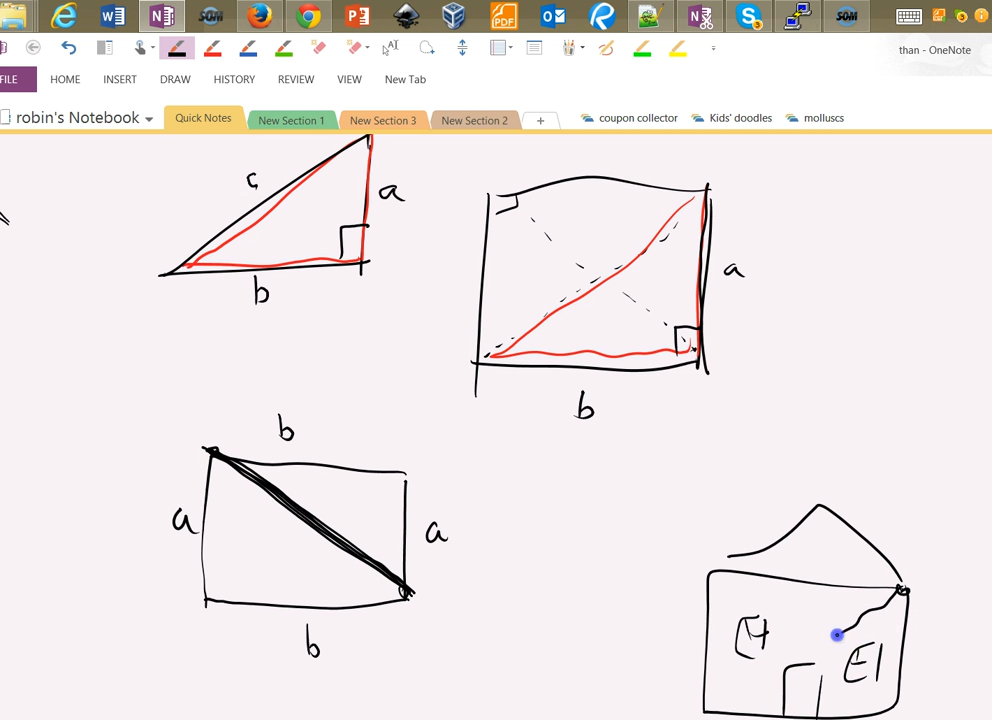 than - OneNote
FILE HOME INSERT DRAW HISTORY REVIEW VIEW New Tab
robin's Notebook Quick Notes New Section 1 New Section 3 New Section 2 + coupon collector Kids' doodles molluscs
c
a
b
a
b
b
a
a
b